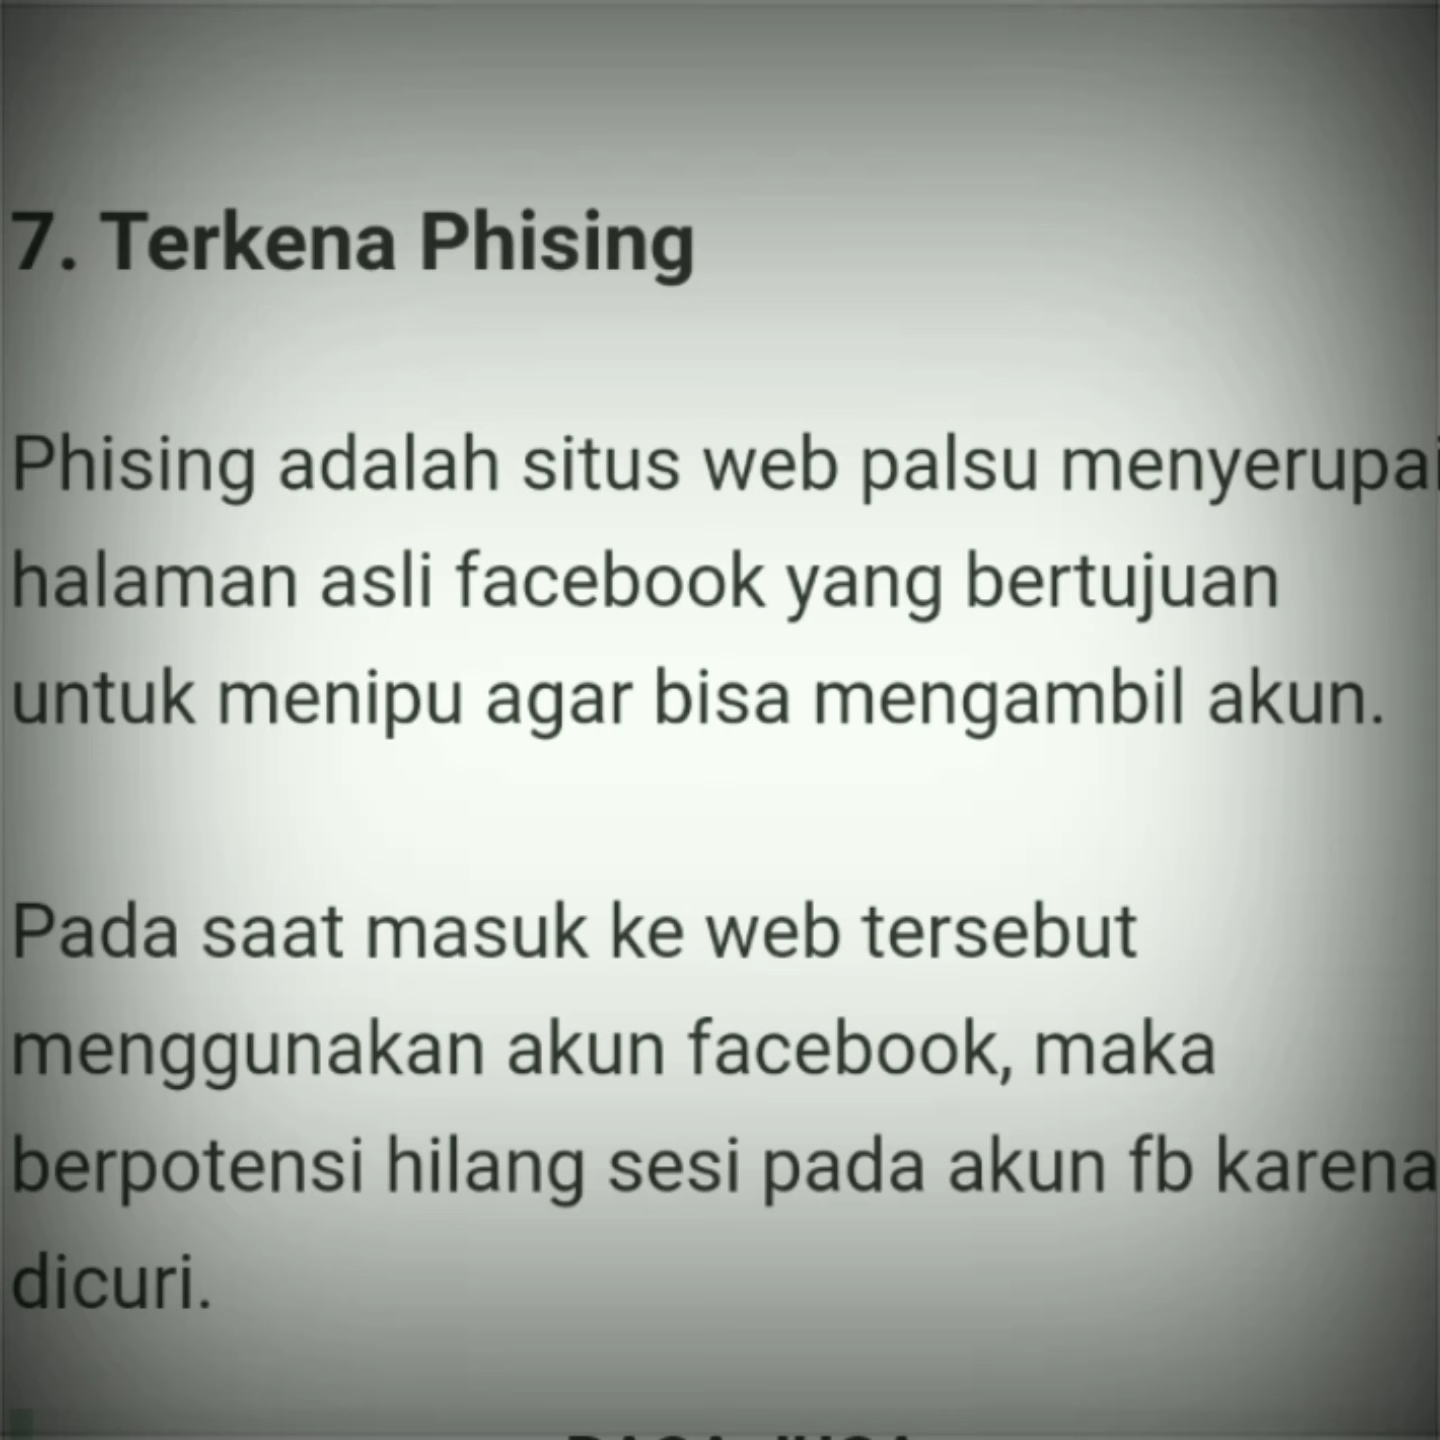 7. Terkena Phising
Phising adalah situs web palsu menyerupai
halaman asli facebook yang bertujuan
untuk menipu agar bisa mengambil akun.
Pada saat masuk ke web tersebut
menggunakan akun facebook, maka
berpotensi hilang sesi pada akun fb karena
dicuri.